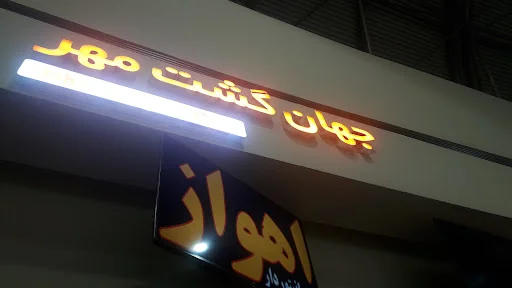 جهان گشت مهر
اهواز